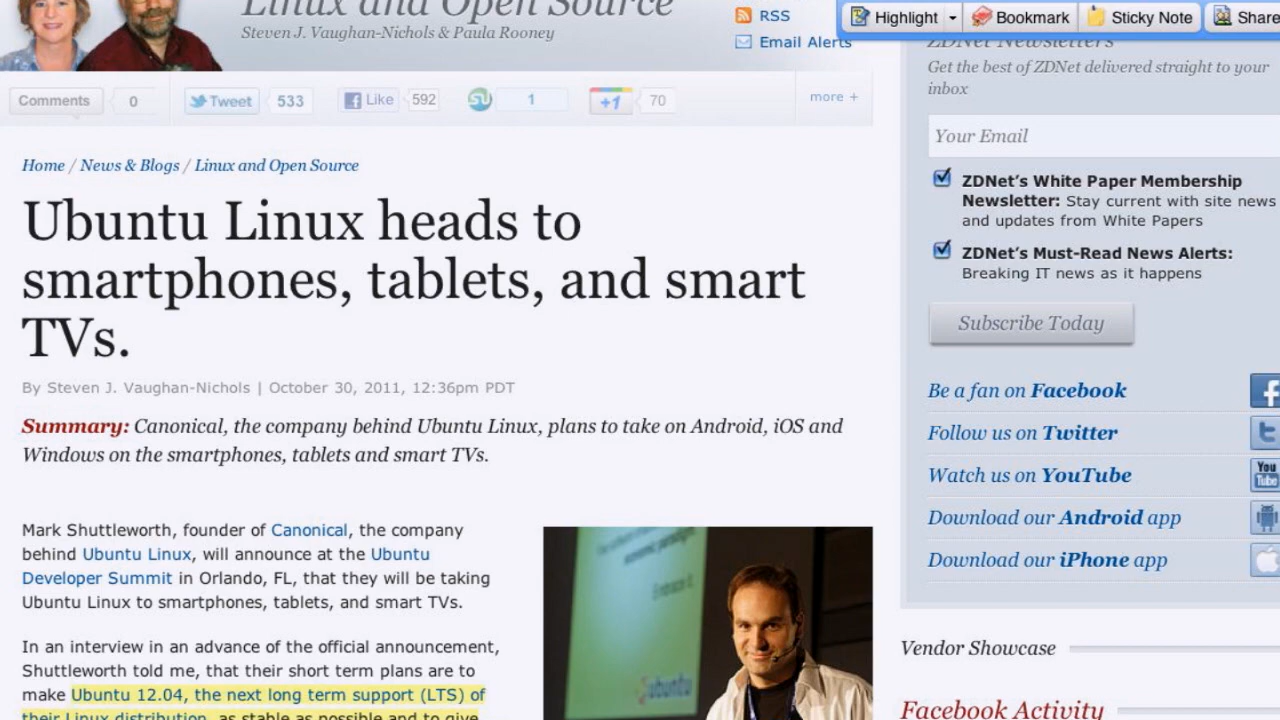 Linux and Open Source
Steven J. Vaughan-Nichols & Paula Rooney
RSS
Email Alerts
Highlight
Bookmark
Sticky Note
Share
Comments 0
Tweet 533
Like 592
1
+1 70
more +
Home / News & Blogs / Linux and Open Source
Ubuntu Linux heads to
smartphones, tablets, and smart
TVs.
By Steven J. Vaughan-Nichols | October 30, 2011, 12:36pm PDT
Summary: Canonical, the company behind Ubuntu Linux, plans to take on Android, iOS and
Windows on the smartphones, tablets and smart TVs.
Mark Shuttleworth, founder of Canonical, the company
behind Ubuntu Linux, will announce at the Ubuntu
Developer Summit in Orlando, FL, that they will be taking
Ubuntu Linux to smartphones, tablets, and smart TVs.
In an interview in an advance of the official announcement,
Shuttleworth told me, that their short term plans are to
make Ubuntu 12.04, the next long term support (LTS) of
their Linux distribution, as stable as possible and to give
ubuntu
ZDNet Newsletters
Get the best of ZDNet delivered straight to your
inbox
Your Email
ZDNet's White Paper Membership
Newsletter: Stay current with site news
and updates from White Papers
ZDNet's Must-Read News Alerts:
Breaking IT news as it happens
Subscribe Today
Be a fan on Facebook
Follow us on Twitter
Watch us on YouTube
You
Tube
Download our Android app
Download our iPhone app
Vendor Showcase
Facebook Activity